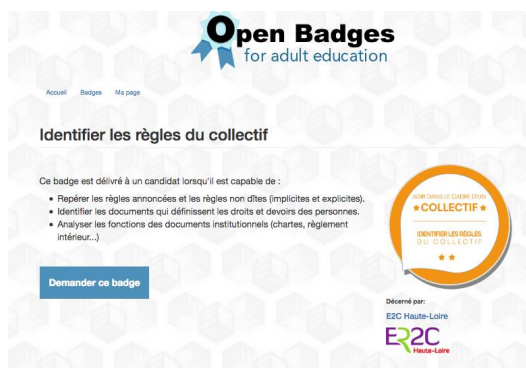 Open Badges
for adult education
Accueil Badges Ma page
Identifier les règles du collectif
Ce badge est délivré à un candidat lorsqu'il est capable de :
• Repérer les règles annoncées et les règles non dîtes (implicites et explicites).
• Identifier les documents qui définissent les droits et devoirs des personnes.
• Analyser les fonctions des documents institutionnels (chartes, règlement
intérieur...)
Demander ce badge
AGIR DANS LE CADRE D'UN
★COLLECTIF★
IDENTIFIER LES RÈGLES
DU COLLECTIF
★ ★
Décerné par:
E2C Haute-Loire
E2C
Haute-Loire